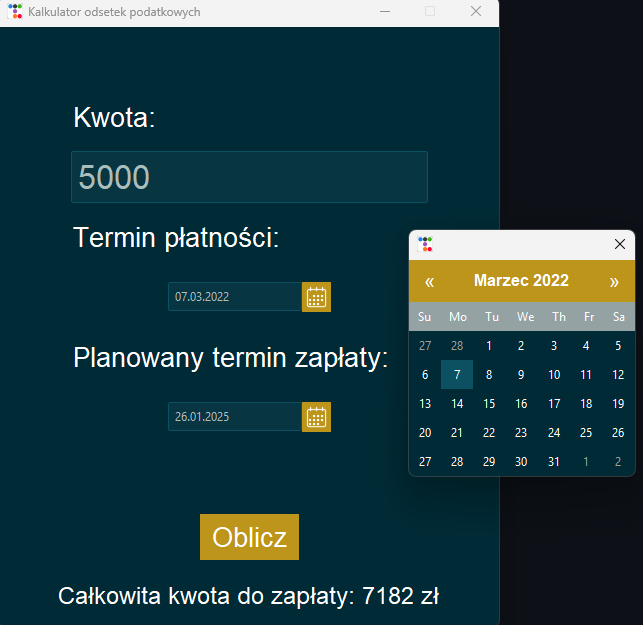 Kalkulator odsetek podatkowych
Kwota:
5000
Termin płatności:
07.03.2022
Planowany termin zapłaty:
26.01.2025
Oblicz
Całkowita kwota do zapłaty: 7182 zł
« Marzec 2022 »
Su Mo Tu We Th Fr Sa
27 28 1 2 3 4 5
6 7 8 9 10 11 12
13 14 15 16 17 18 19
20 21 22 23 24 25 26
27 28 29 30 31 1 2